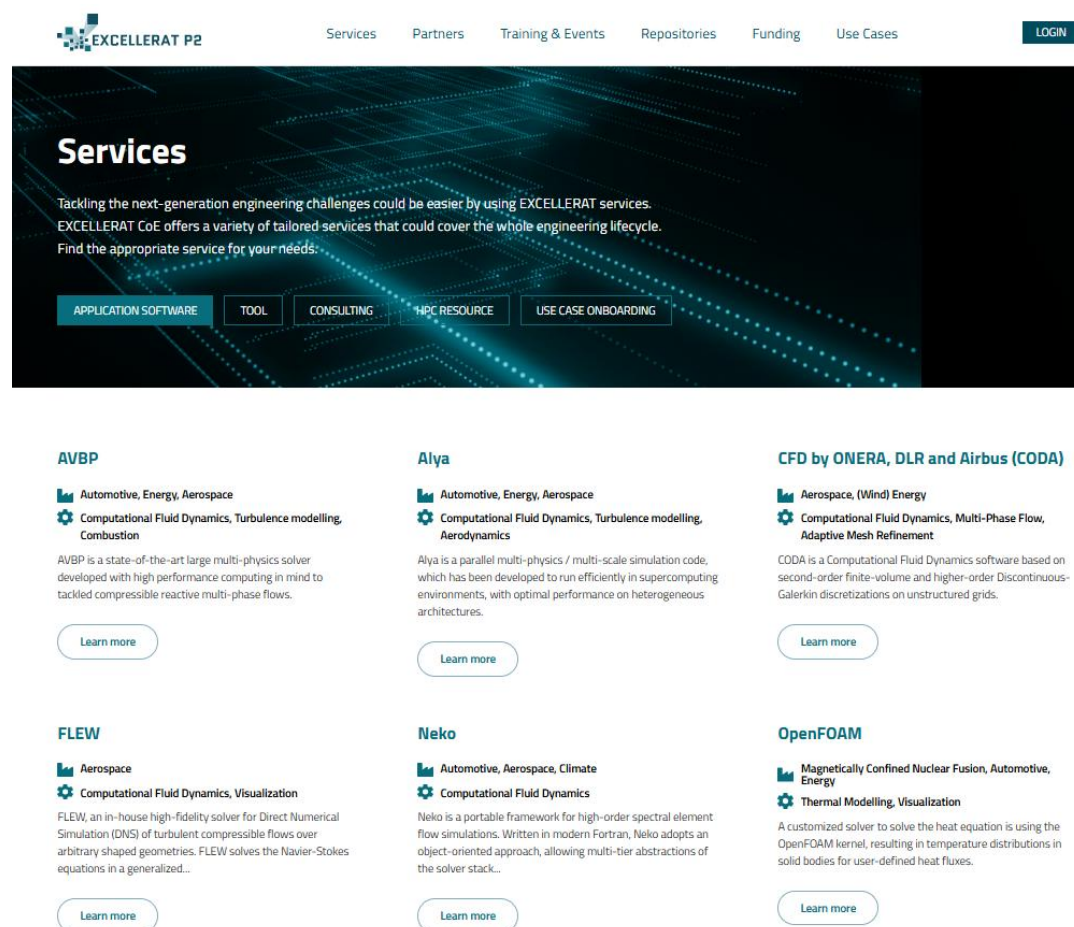 EXCELLERAT P2
Services
Partners
Training & Events
Repositories
Funding
Use Cases
LOGIN
Services
Tackling the next-generation engineering challenges could be easier by using EXCELLERAT services.
EXCELLERAT CoE offers a variety of tailored services that could cover the whole engineering lifecycle.
Find the appropriate service for your needs.
APPLICATION SOFTWARE
TOOL
CONSULTING
HPC RESOURCE
USE CASE ONBOARDING
AVBP
Automotive, Energy, Aerospace
Computational Fluid Dynamics, Turbulence modelling,
Combustion
AVBP is a state-of-the-art large multi-physics solver
developed with high performance computing in mind to
tackled compressible reactive multi-phase flows.
Learn more
Alya
Automotive, Energy, Aerospace
Computational Fluid Dynamics, Turbulence modelling,
Aerodynamics
Alya is a parallel multi-physics / multi-scale simulation code,
which has been developed to run efficiently in supercomputing
environments, with optimal performance on heterogeneous
architectures.
Learn more
CFD by ONERA, DLR and Airbus (CODA)
Aerospace, (Wind) Energy
Computational Fluid Dynamics, Multi-Phase Flow,
Adaptive Mesh Refinement
CODA is a Computational Fluid Dynamics software based on
second-order finite-volume and higher-order Discontinuous-
Galerkin discretizations on unstructured grids.
Learn more
FLEW
Aerospace
Computational Fluid Dynamics, Visualization
FLEW, an in-house high-fidelity solver for Direct Numerical
Simulation (DNS) of turbulent compressible flows over
arbitrary shaped geometries. FLEW solves the Navier-Stokes
equations in a generalized...
Learn more
Neko
Automotive, Aerospace, Climate
Computational Fluid Dynamics
Neko is a portable framework for high-order spectral element
flow simulations. Written in modern Fortran, Neko adopts an
object-oriented approach, allowing multi-tier abstractions of
the solver stack...
Learn more
OpenFOAM
Magnetically Confined Nuclear Fusion, Automotive,
Energy
Thermal Modelling, Visualization
A customized solver to solve the heat equation is using the
OpenFOAM kernel, resulting in temperature distributions in
solid bodies for user-defined heat fluxes.
Learn more